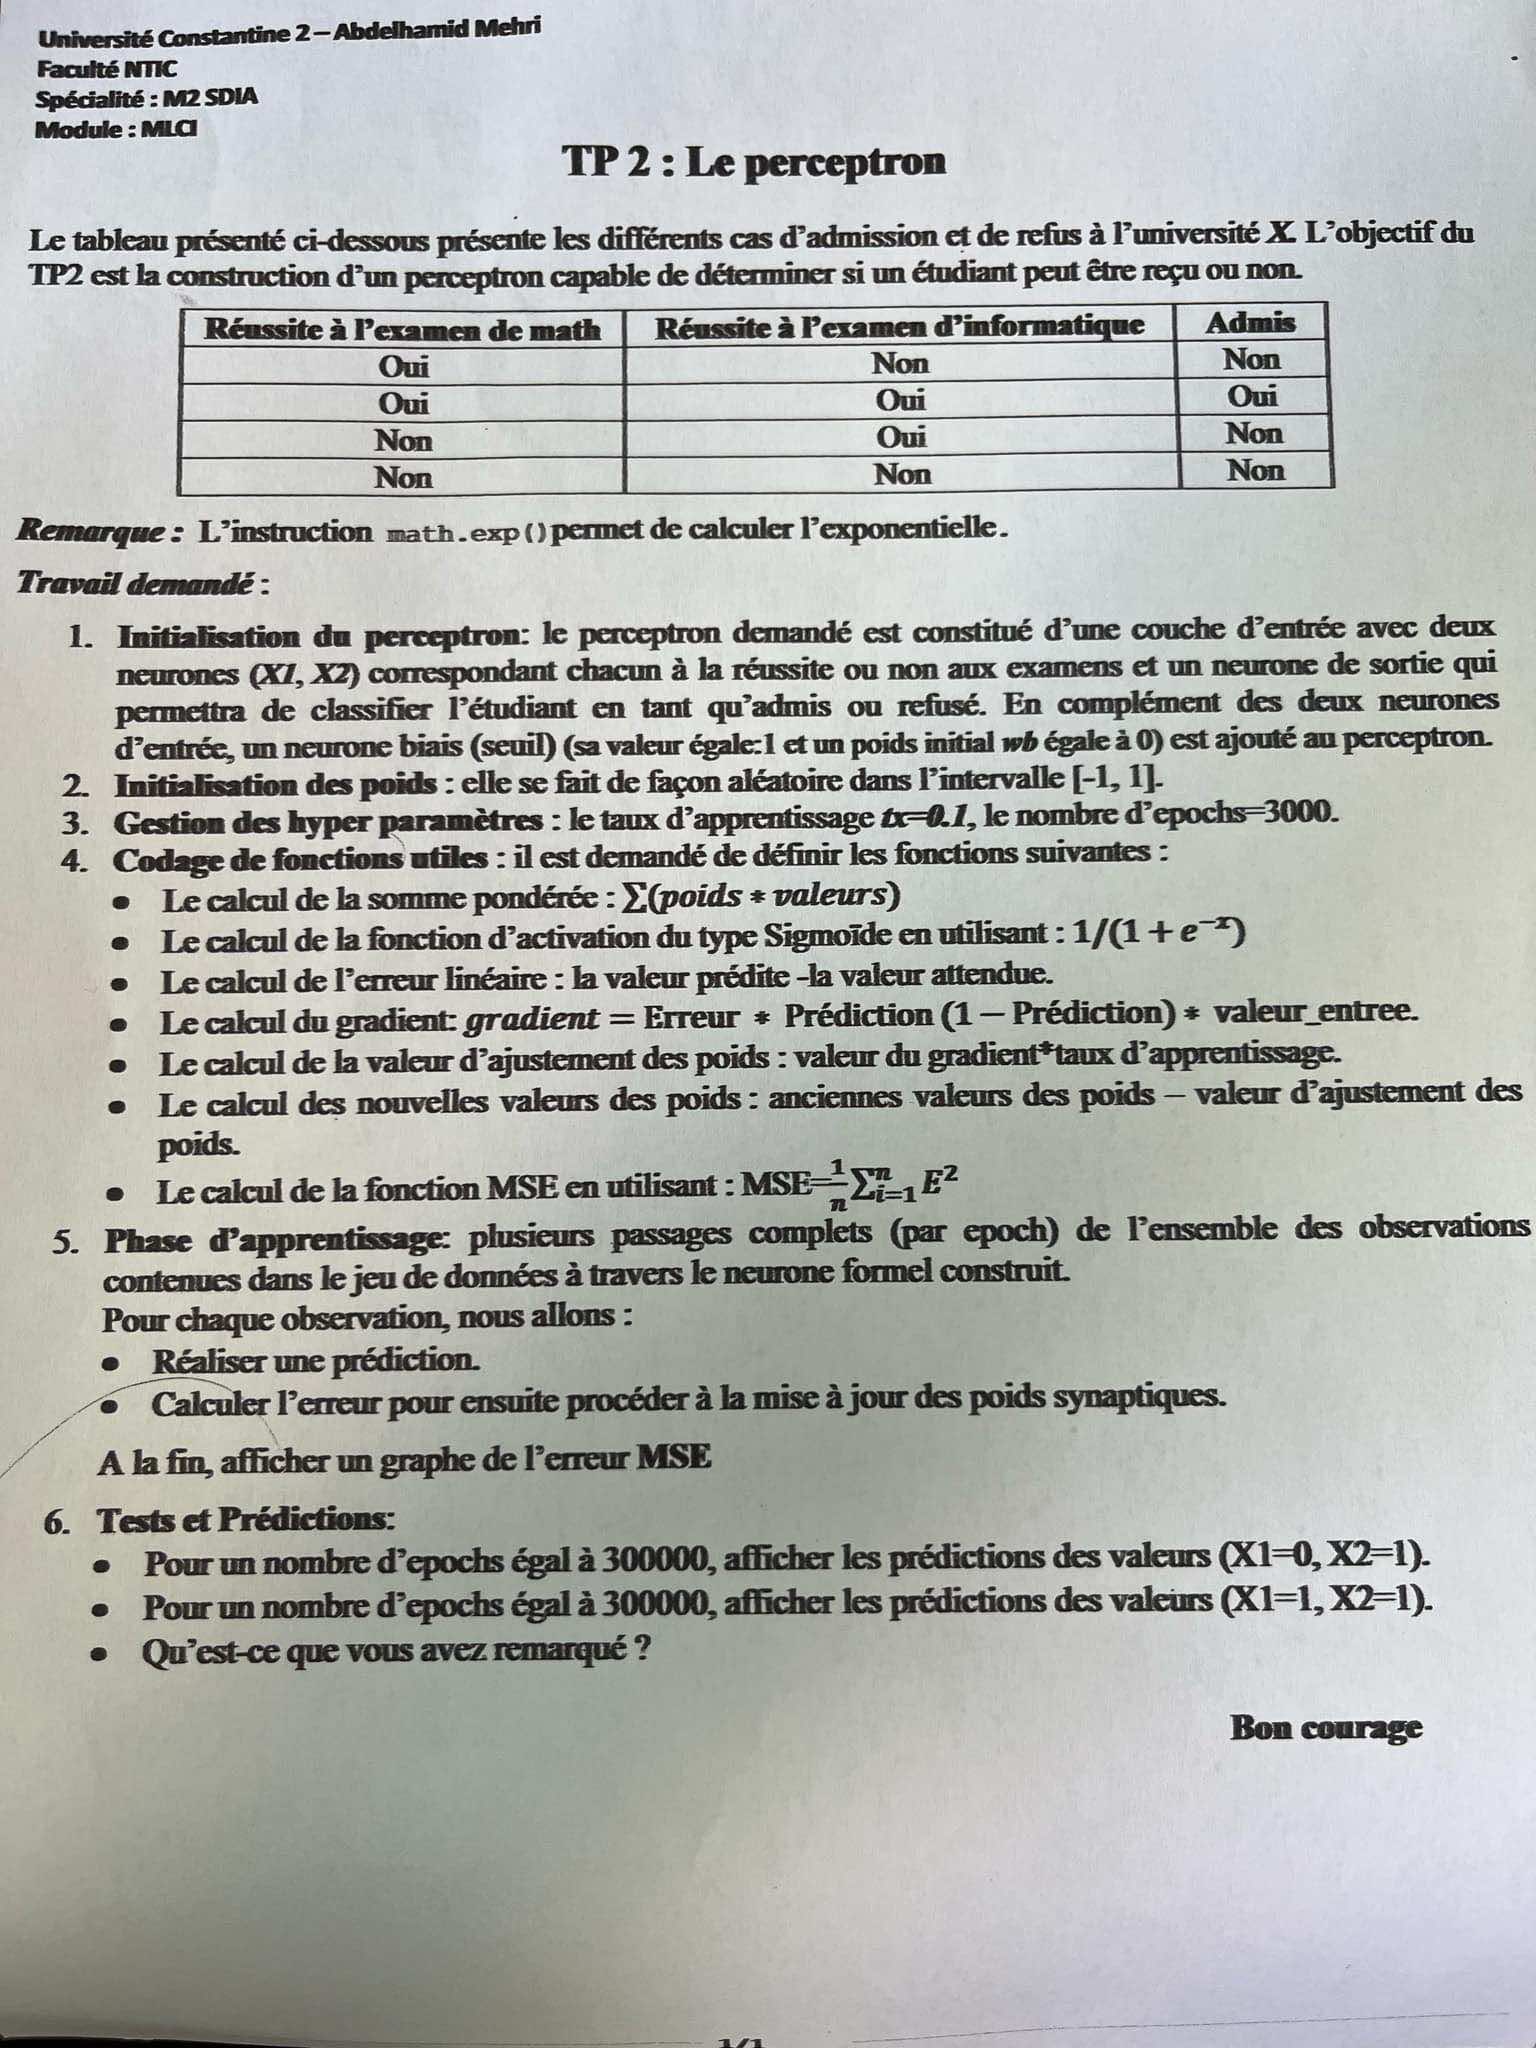 Université Constantine 2 – Abdelhamid Mehri
Faculté NTIC
Spécialité : M2 SDIA
Module : MLCI
TP 2 : Le perceptron
Le tableau présenté ci-dessous présente les différents cas d'admission et de refus à l'université X. L'objectif du
TP2 est la construction d'un perceptron capable de déterminer si un étudiant peut être reçu ou non.
Réussite à l'examen de math Réussite à l'examen d'informatique Admis
Oui Non Non
Oui Oui Oui
Non Oui Non
Non Non Non
Remarque : L'instruction math.exp() permet de calculer l'exponentielle.
Travail demandé :
1. Initialisation du perceptron: le perceptron demandé est constitué d'une couche d'entrée avec deux
neurones (X1, X2) correspondant chacun à la réussite ou non aux examens et un neurone de sortie qui
permettra de classifier l'étudiant en tant qu'admis ou refusé. En complément des deux neurones
d'entrée, un neurone biais (seuil) (sa valeur égale:1 et un poids initial wb égale à 0) est ajouté au perceptron.
2. Initialisation des poids : elle se fait de façon aléatoire dans l'intervalle [-1, 1].
3. Gestion des hyper paramètres : le taux d'apprentissage tx=0.1, le nombre d'epochs=3000.
4. Codage de fonctions utiles : il est demandé de définir les fonctions suivantes :
• Le calcul de la somme pondérée : ∑(poids * valeurs)
• Le calcul de la fonction d'activation du type Sigmoïde en utilisant : 1/(1 + e^−x)
• Le calcul de l'erreur linéaire : la valeur prédite -la valeur attendue.
• Le calcul du gradient: gradient = Erreur * Prédiction (1 − Prédiction) * valeur_entree.
• Le calcul de la valeur d'ajustement des poids : valeur du gradient*taux d'apprentissage.
• Le calcul des nouvelles valeurs des poids : anciennes valeurs des poids – valeur d'ajustement des
poids.
• Le calcul de la fonction MSE en utilisant : MSE=1/n ∑ⁿᵢ₌₁ E²
5. Phase d'apprentissage: plusieurs passages complets (par epoch) de l'ensemble des observations
contenues dans le jeu de données à travers le neurone formel construit.
Pour chaque observation, nous allons :
• Réaliser une prédiction.
• Calculer l'erreur pour ensuite procéder à la mise à jour des poids synaptiques.
A la fin, afficher un graphe de l'erreur MSE
6. Tests et Prédictions:
• Pour un nombre d'epochs égal à 300000, afficher les prédictions des valeurs (X1=0, X2=1).
• Pour un nombre d'epochs égal à 300000, afficher les prédictions des valeurs (X1=1, X2=1).
• Qu'est-ce que vous avez remarqué ?
Bon courage
1/1